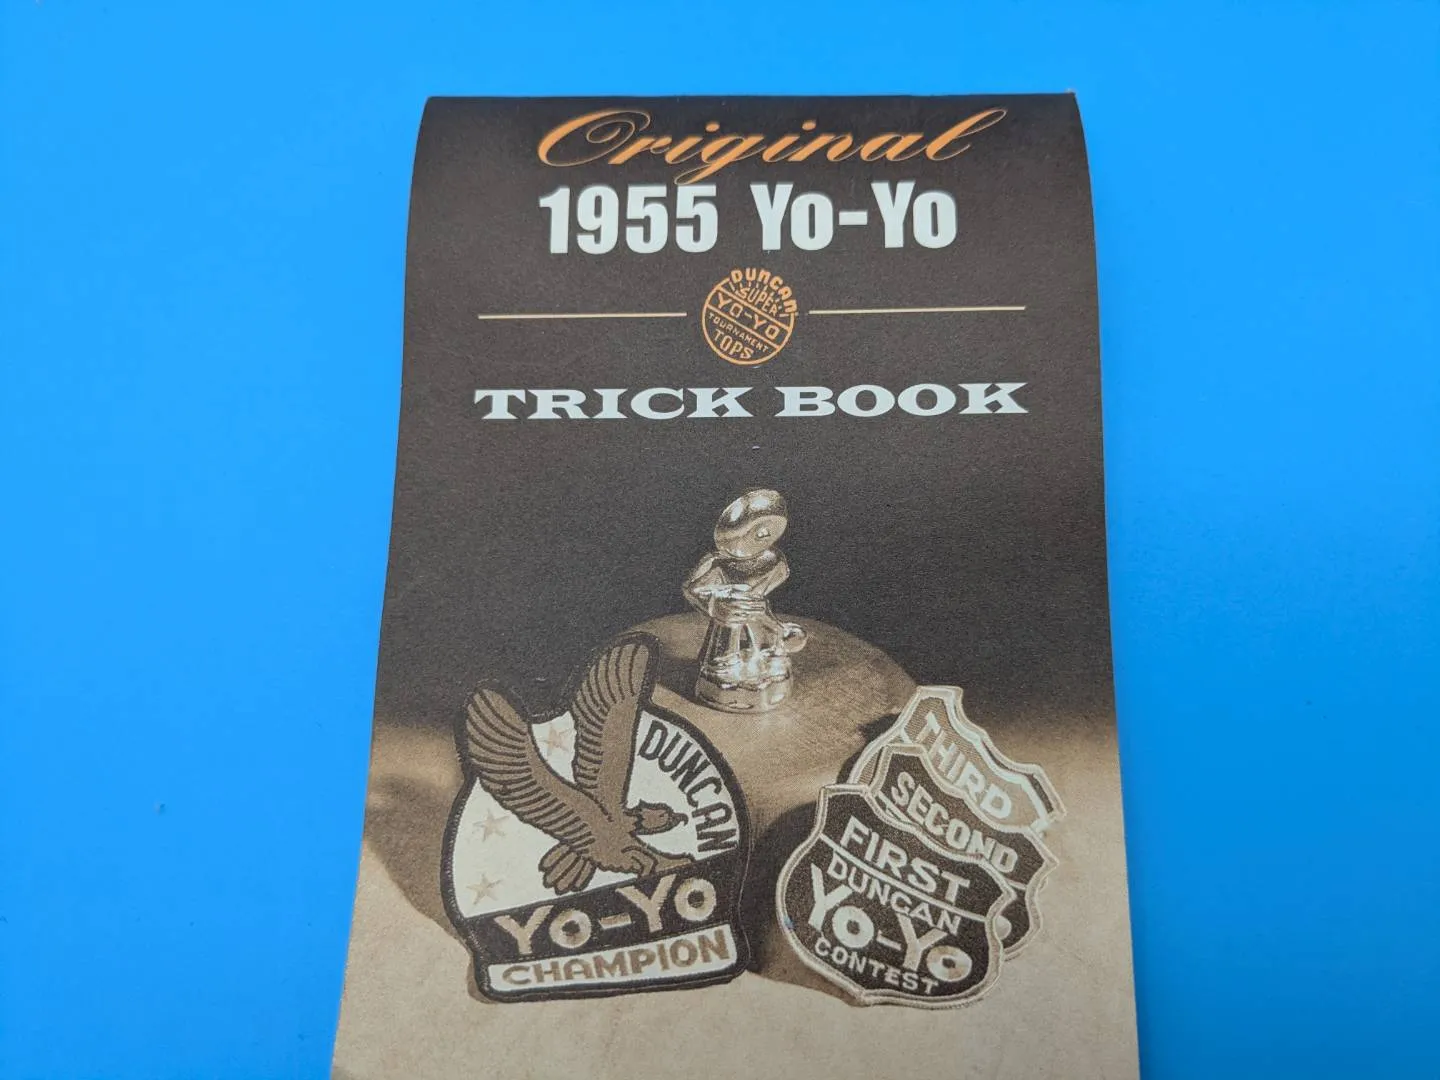 Original
1955 Yo-Yo
DUNCAN
SUPER
YO-YO
TOURNAMENT
TOPS
TRICK BOOK
DUNCAN
YO-YO
CHAMPION
THIRD
SECOND
FIRST
DUNCAN
YO-YO
CONTEST